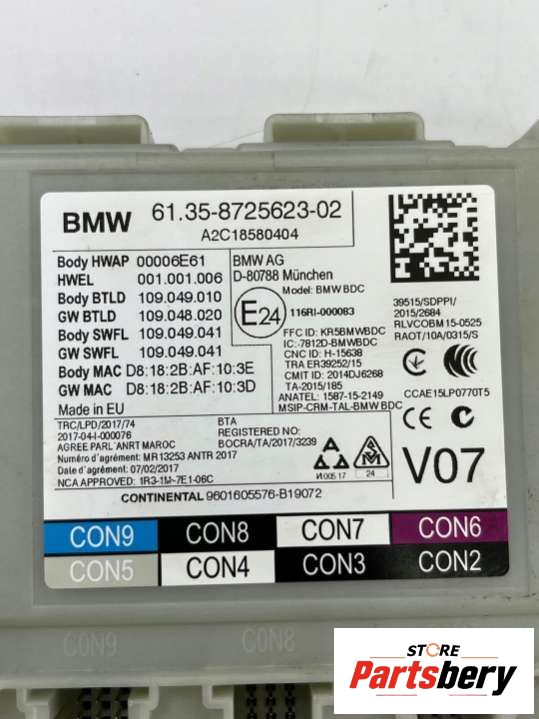 BMW 61.35-8725623-02
A2C18580404
Body HWAP 00006E61
HWEL 001.001.006
Body BTLD 109.049.010
GW BTLD 109.048.020
Body SWFL 109.049.041
GW SWFL 109.049.041
Body MAC D8:18:2B:AF:10:3E
GW MAC D8:18:2B:AF:10:3D
Made in EU
BMW AG
D-80788 München
Model: BMW BDC
E24
116RI-000083
FFC ID: KR5BMWBDC
IC:-7812D-BMWBDC
CNC ID: H-15638
TRA ER39252/15
CMIT ID: 2014DJ6268
TA-2015/185
ANATEL: 1587-15-2149
MSIP-CRM-TAL-BMW BDC
39515/SDPPI/
2015/2684
RLVCOBM15-0525
RAOT/10A/0315/S
CCAE15LP0770T5
TRC/LPD/2017/74
2017-04-I-000076
AGREE PARL´ANRT MAROC
Numéro d'agrément: MR13253 ANTR 2017
Date d'agrément: 07/02/2017
NCA APPROVED: 1R3-1M-7E1-06C
BTA
REGISTERED NO:
BOCRA/TA/2017/3239
И005 17
24
V07
CONTINENTAL 9601605576-B19072
CON9 CON8 CON7 CON6
CON5 CON4 CON3 CON2
CON9 CON8
STORE
Partsbery